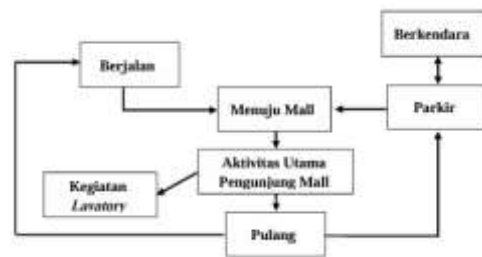 Berkendara
Berjalan
Menuju Mall
Parkir
Aktivitas Utama
Pengunjung Mall
Kegiatan
Lavatory
Pulang